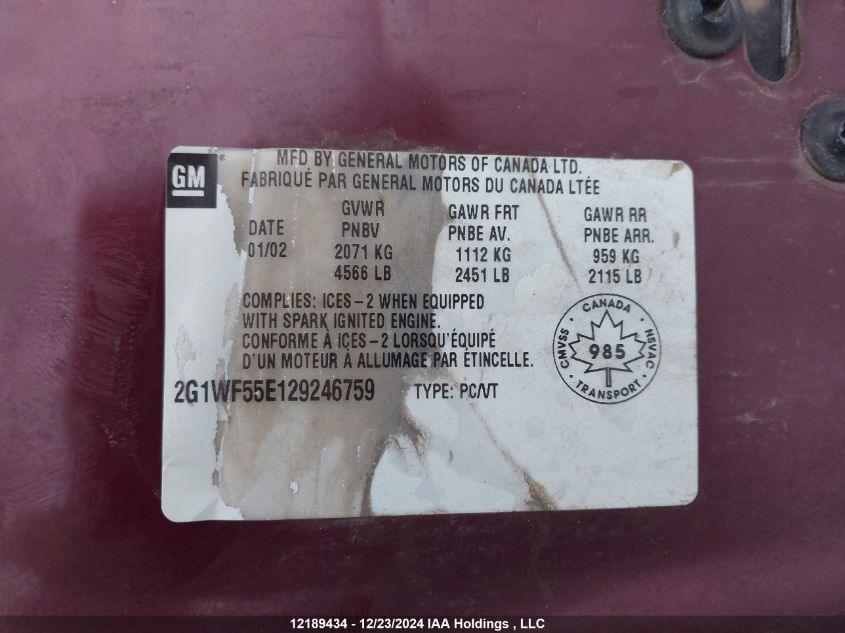 GM
MFD BY GENERAL MOTORS OF CANADA LTD.
FABRIQUÉ PAR GENERAL MOTORS DU CANADA LTÉE
GVWR GAWR FRT GAWR RR
DATE PNBV PNBE AV. PNBE ARR.
01/02 2071 KG 1112 KG 959 KG
4566 LB 2451 LB 2115 LB
COMPLIES: ICES-2 WHEN EQUIPPED
WITH SPARK IGNITED ENGINE.
CONFORME À ICES-2 LORSQU'ÉQUIPÉ
D'UN MOTEUR À ALLUMAGE PAR ÉTINCELLE.
CANADA
CMVSS 985 NSVAC
TRANSPORT
2G1WF55E129246759 TYPE: PC/VT
12189434 - 12/23/2024 IAA Holdings , LLC